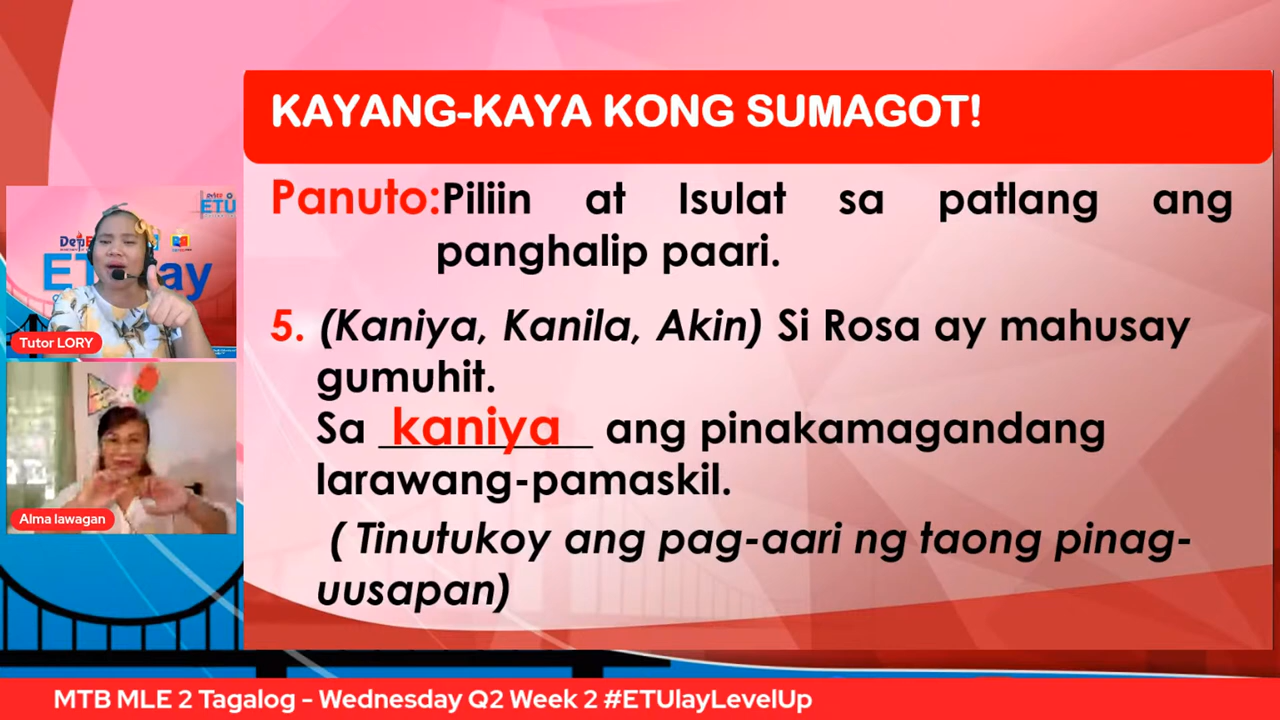 KAYANG-KAYA KONG SUMAGOT!
Panuto:Piliin at Isulat sa patlang ang
panghalip paari.
5. (Kaniya, Kanila, Akin) Si Rosa ay mahusay
gumuhit.
Sa kaniya ang pinakamagandang
larawang-pamaskil.
( Tinutukoy ang pag-aari ng taong pinag-
uusapan)
ETU
Tutor LORY
Alma lawagan
MTB MLE 2 Tagalog - Wednesday Q2 Week 2 #ETUlayLevelUp